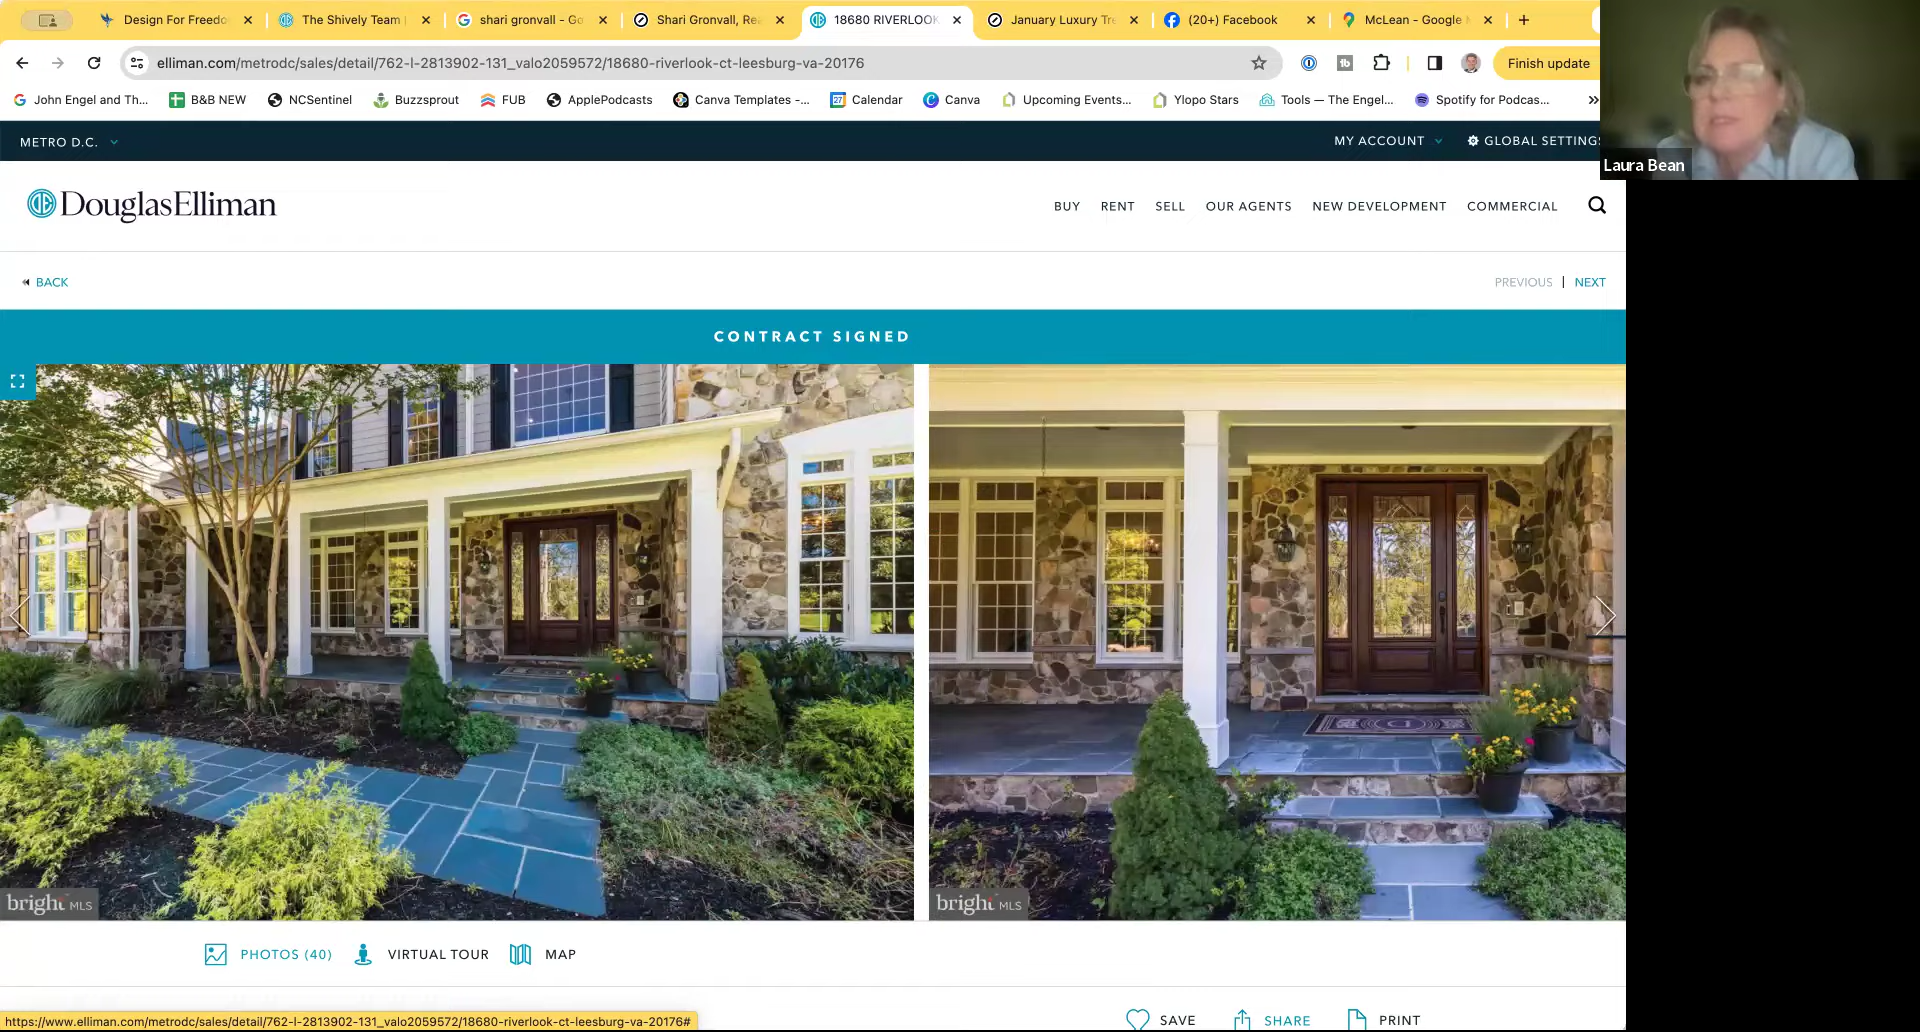 Design For Freedo
The Shively Team
shari gronvall - Go
Shari Gronvall, Re
18680 RIVERLOOK
January Luxury Tr
(20+) Facebook
McLean - Google
elliman.com/metrodc/sales/detail/762-l-2813902-131_valo2059572/18680-riverlook-ct-leesburg-va-20176
Finish update
John Engel and Th...
B&B NEW
NCSentinel
Buzzsprout
FUB
ApplePodcasts
Canva Templates -...
27
Calendar
Canva
Upcoming Events...
Ylopo Stars
Tools — The Engel...
Spotify for Podcas...
»
METRO D.C.
MY ACCOUNT
GLOBAL SETTINGS
Laura Bean
DouglasElliman
BUY
RENT
SELL
OUR AGENTS
NEW DEVELOPMENT
COMMERCIAL
BACK
PREVIOUS | NEXT
CONTRACT SIGNED
bright MLS
bright MLS
PHOTOS (40)
VIRTUAL TOUR
MAP
https://www.elliman.com/metrodc/sales/detail/762-l-2813902-131_valo2059572/18680-riverlook-ct-leesburg-va-20176#
SAVE
SHARE
PRINT